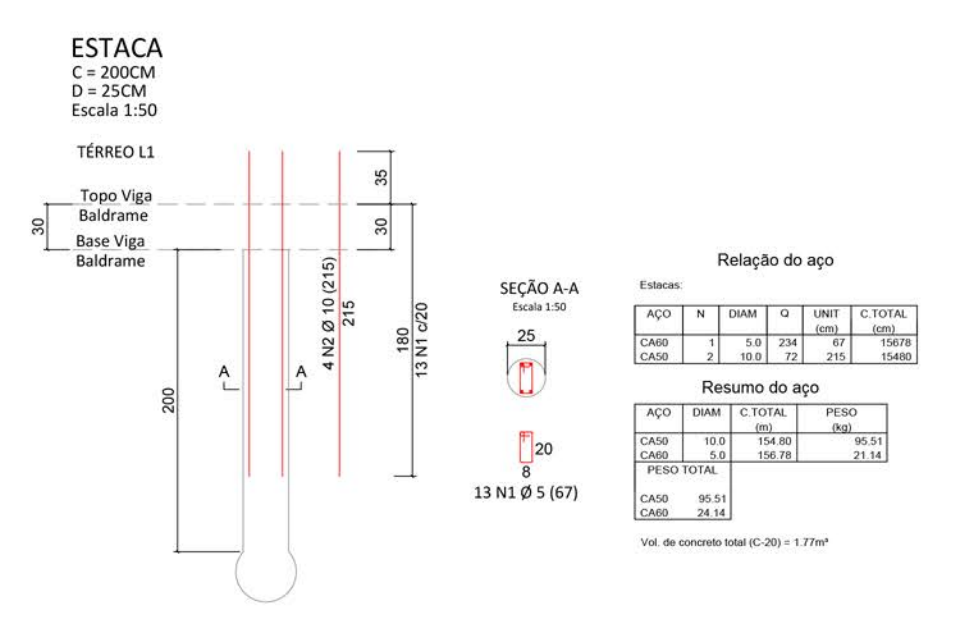 ESTACA
C = 200CM
D = 25CM
Escala 1:50
TÉRREO L1
Topo Viga
Baldrame
Base Viga
Baldrame
30
35
30
200
A
A
4 N2 Ø 10 (215)
215
180
13 N1 c/20
SEÇÃO A-A
Escala 1:50
25
20
8
13 N1 Ø 5 (67)
Relação do aço
Estacas:
AÇO N DIAM Q UNIT C.TOTAL
(cm) (cm)
CA60 1 5.0 234 67 15678
CA50 2 10.0 72 215 15480
Resumo do aço
AÇO DIAM C.TOTAL PESO
(m) (kg)
CA50 10.0 154.80 95.51
CA60 5.0 156.78 21.14
PESO TOTAL
CA50 95.51
CA60 24.14
Vol. de concreto total (C-20) = 1.77m³